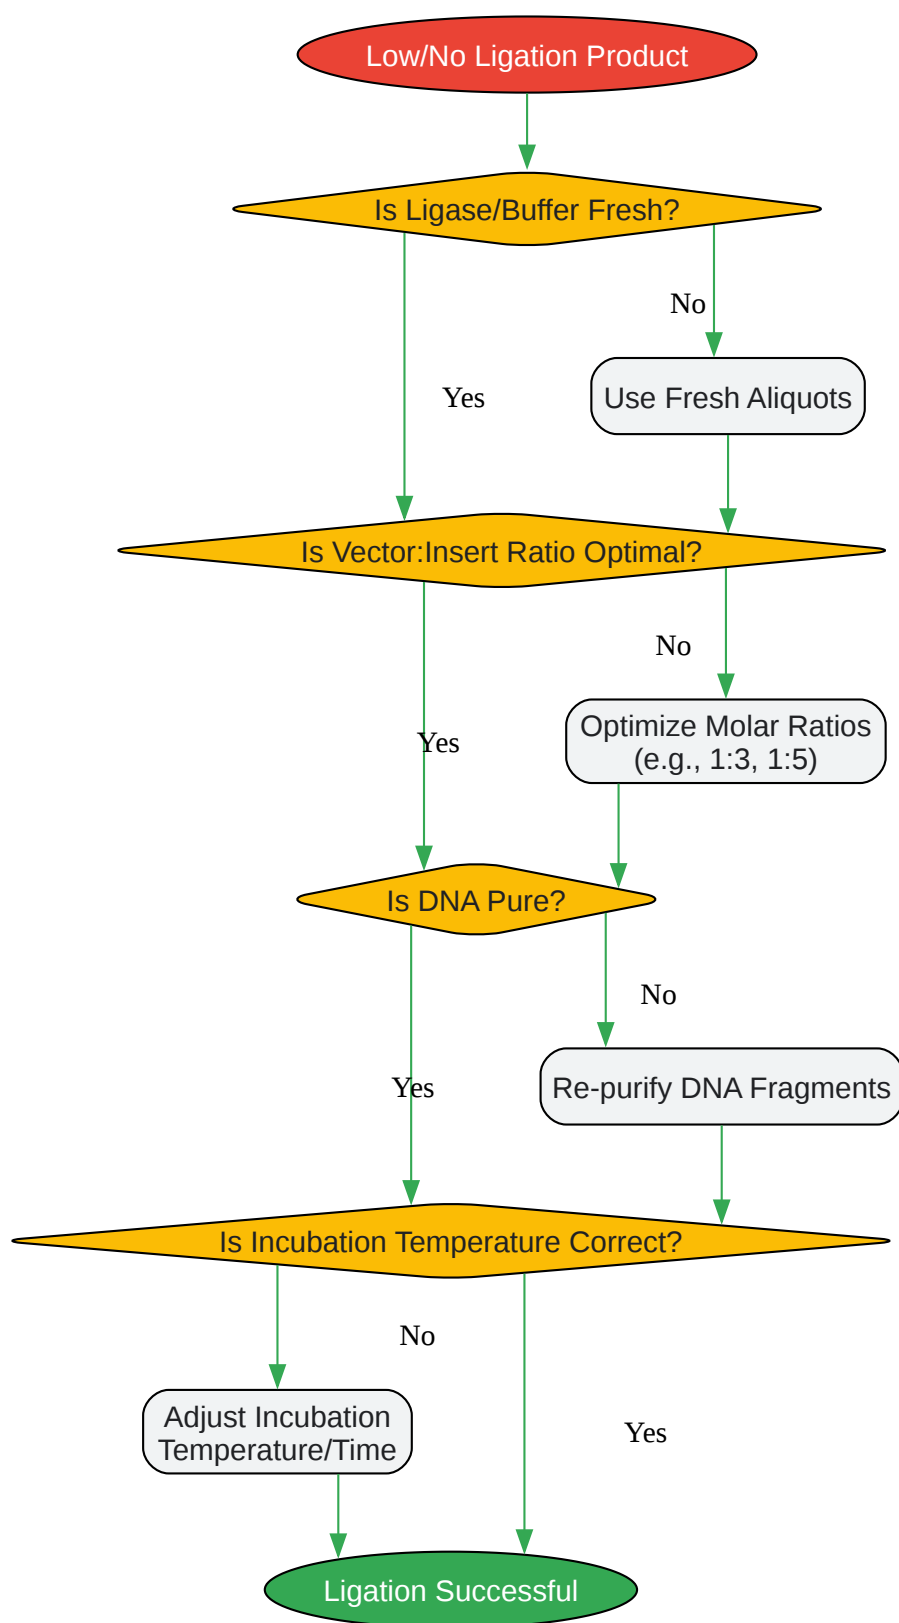 Low/No Ligation Product
Is Ligase/Buffer Fresh?
No
Yes
Use Fresh Aliquots
Is Vector:Insert Ratio Optimal?
No
Yes
Optimize Molar Ratios
(e.g., 1:3, 1:5)
Is DNA Pure?
No
Yes
Re-purify DNA Fragments
Is Incubation Temperature Correct?
No
Adjust Incubation
Temperature/Time
Yes
Ligation Successful